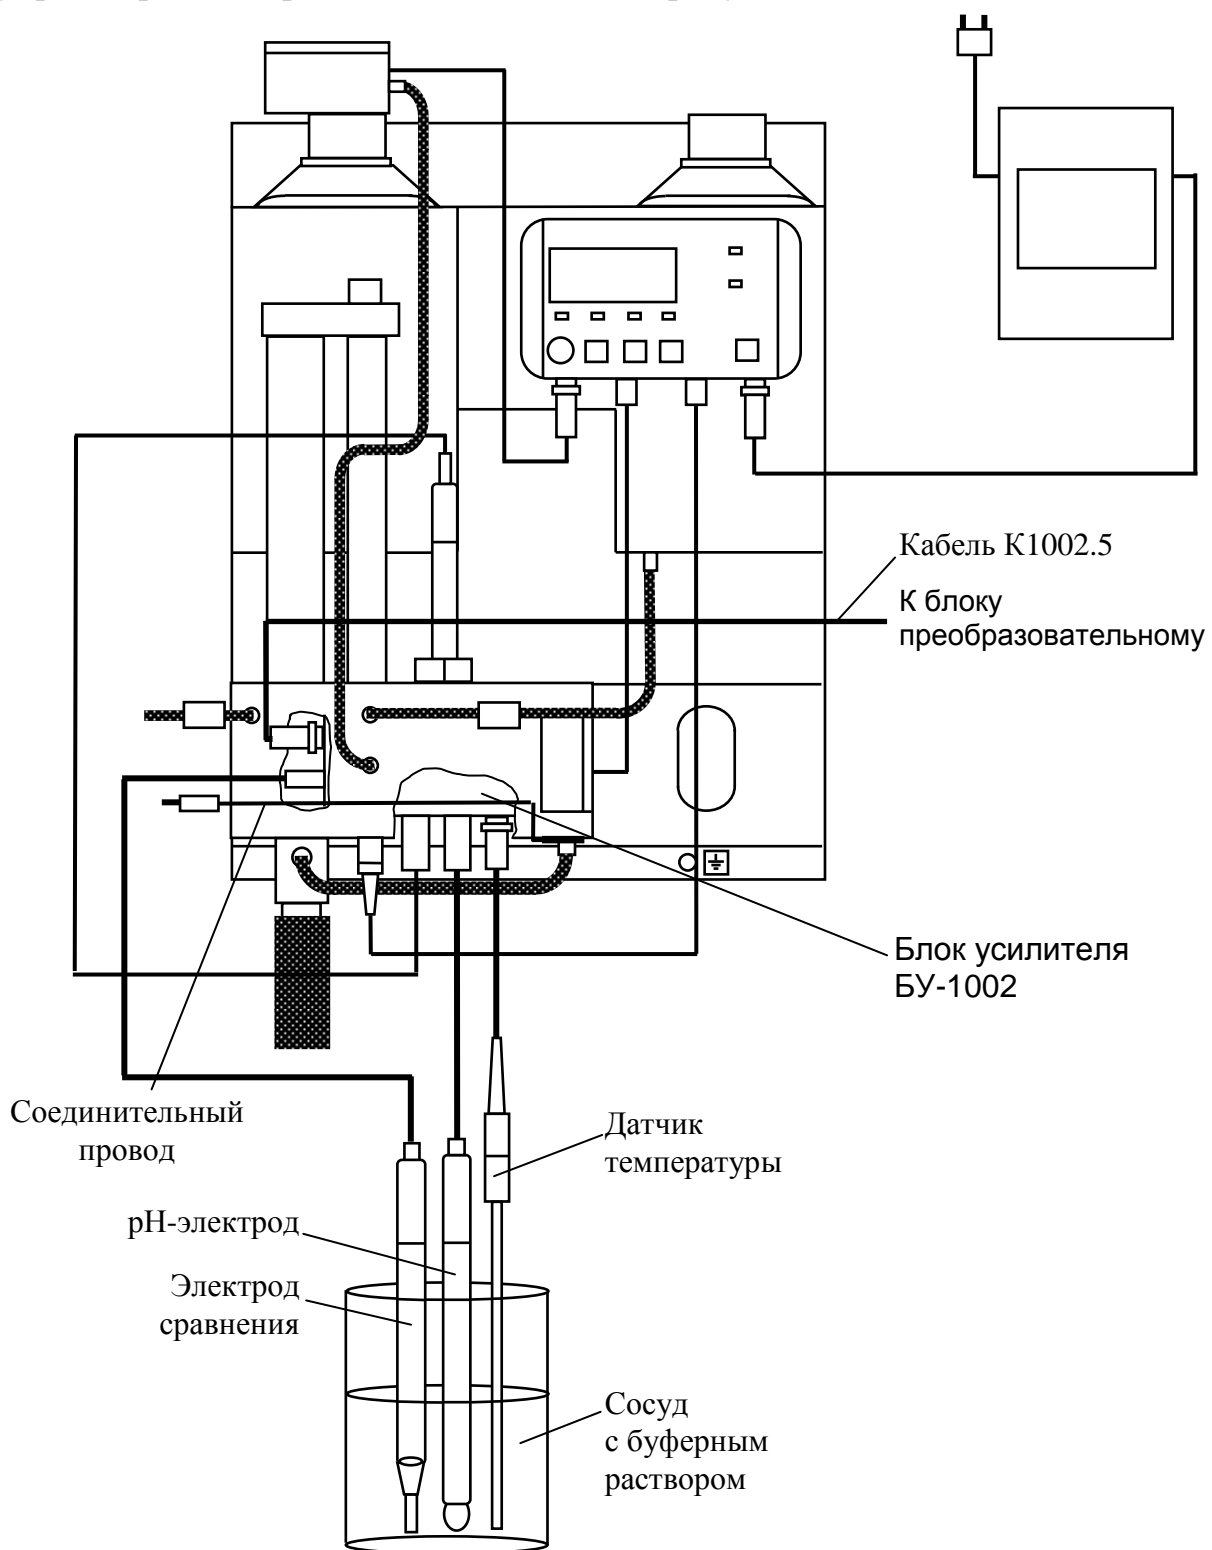 Кабель К1002.5
К блоку
преобразовательному
Блок усилителя
БУ-1002
Соединительный
провод
Датчик
температуры
рН-электрод
Электрод
сравнения
Сосуд
с буферным
раствором